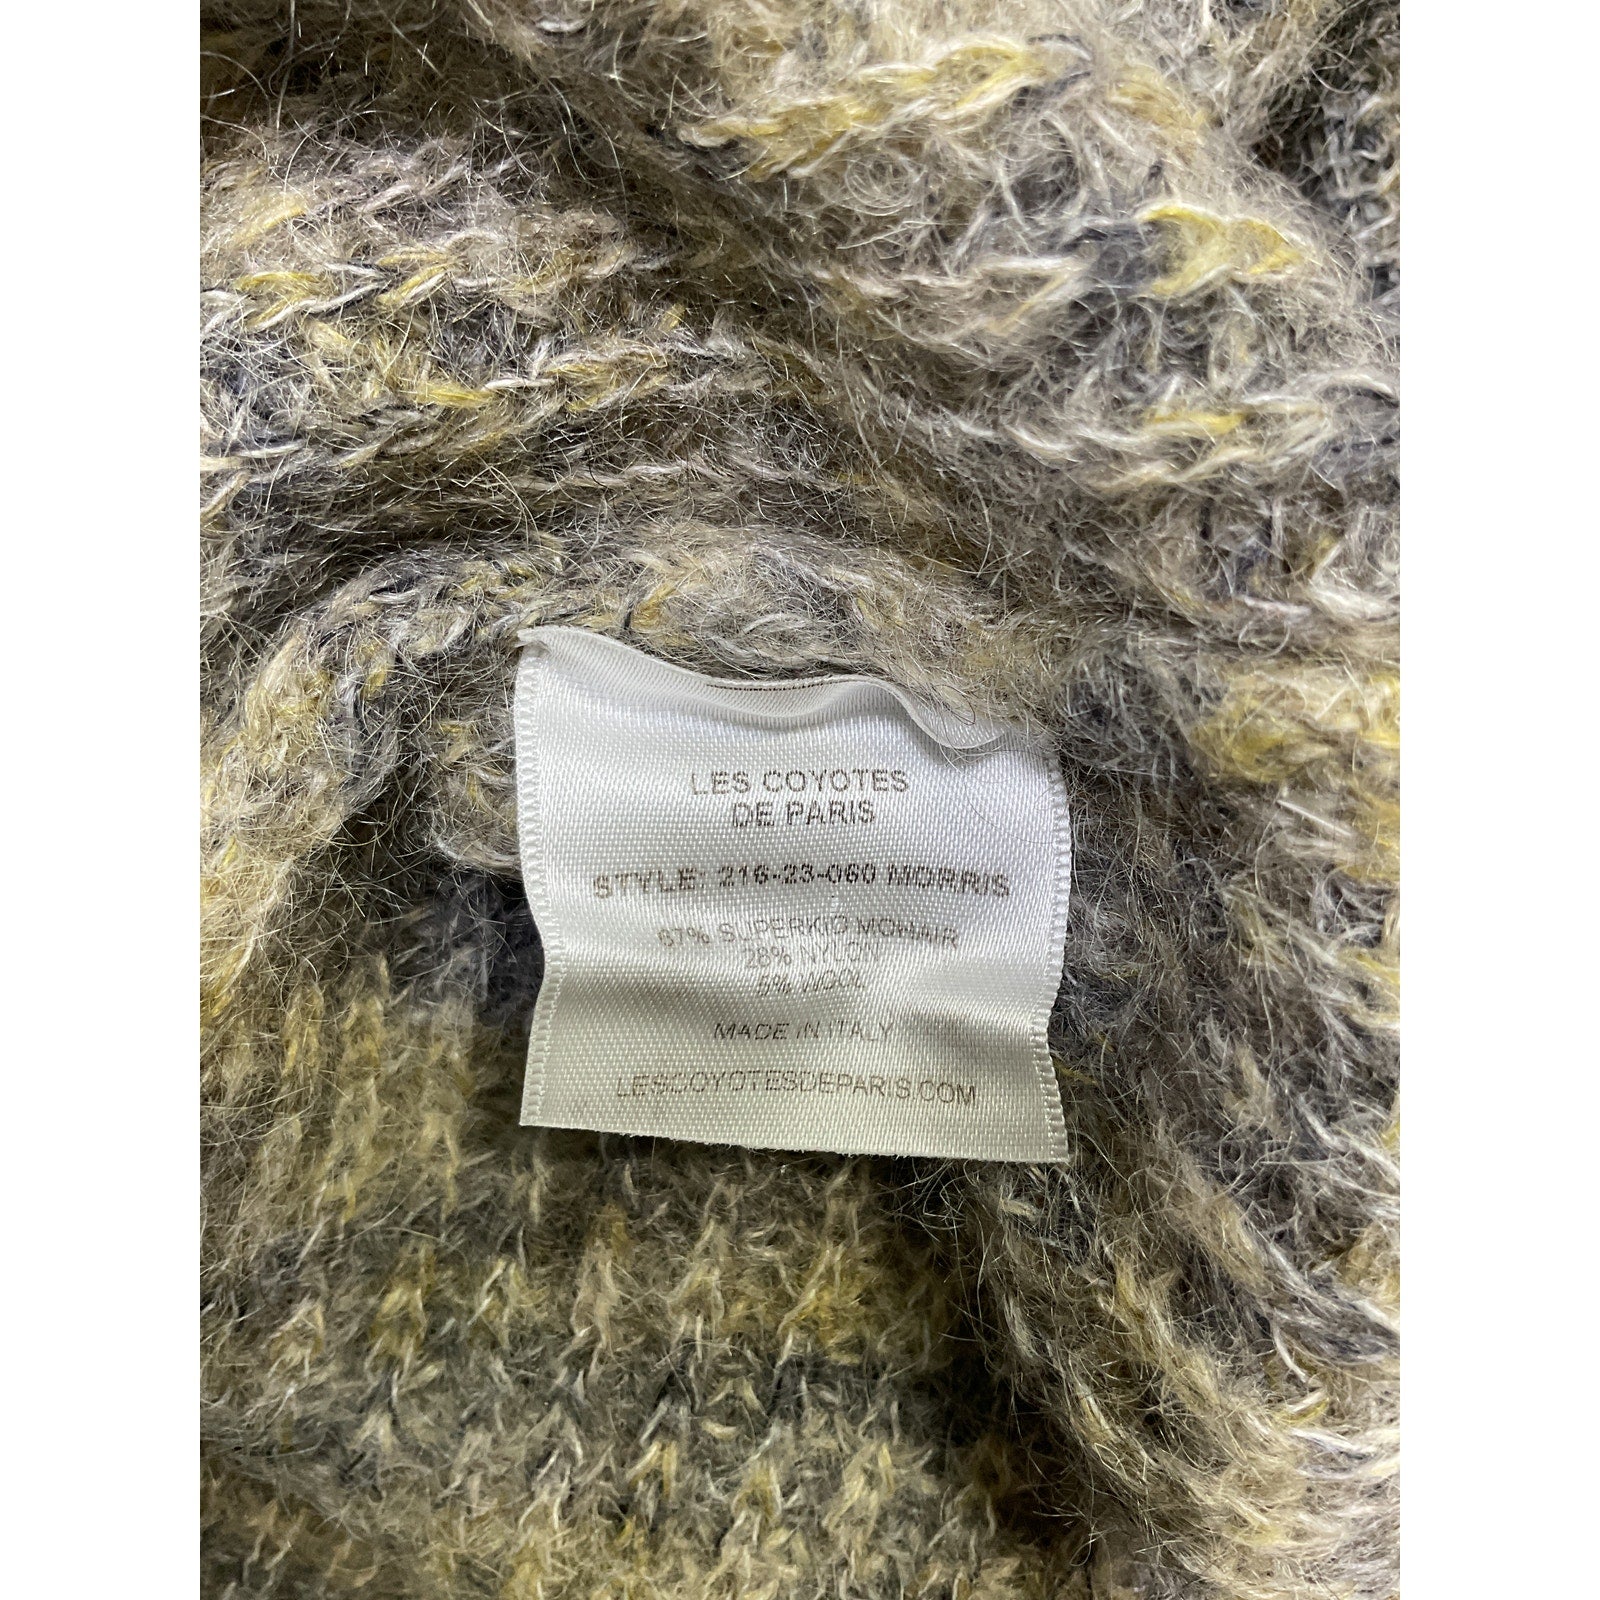 LES COYOTES
DE PARIS
STYLE: 216-23-060 MORRIS
67% SUPERKID MOHAIR
28% NYLON
5% WOOL
MADE IN ITALY
LESCOYOTESDEPARIS.COM